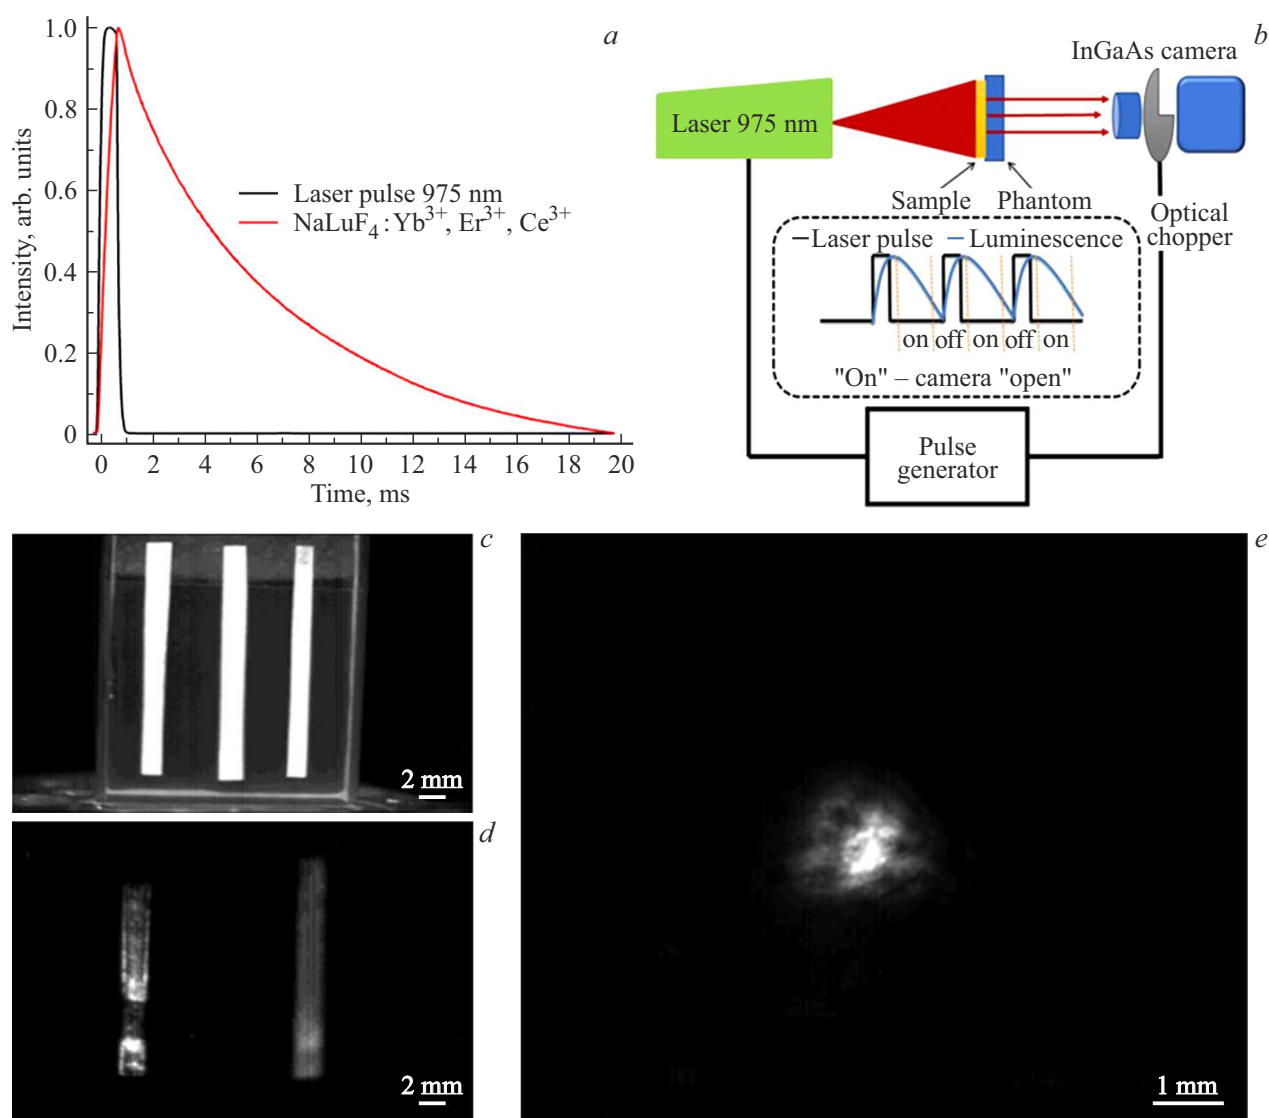 a
1.0
0.8
0.6
0.4
0.2
0
Intensity, arb. units
Laser pulse 975 nm
NaLuF₄ : Yb³⁺, Er³⁺, Ce³⁺
0 2 4 6 8 10 12 14 16 18 20
Time, ms
b
InGaAs camera
Laser 975 nm
Sample Phantom
Optical
chopper
Laser pulse Luminescence
on off on off on
"On" – camera "open"
Pulse
generator
c
2 mm
d
2 mm
e
1 mm